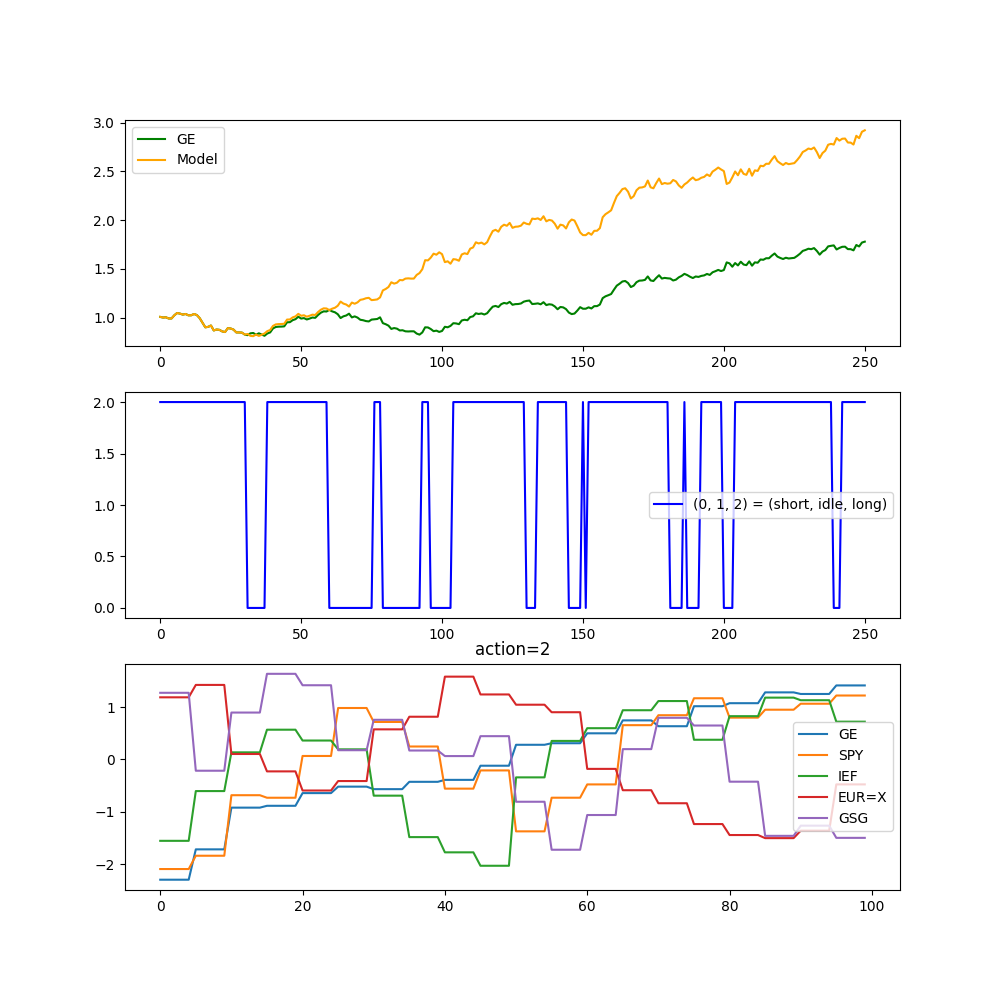 3.0
2.5
2.0
1.5
1.0
GE
Model
0 50 100 150 200 250
2.0
1.5
1.0
0.5
0.0
(0, 1, 2) = (short, idle, long)
0 50 100 150 200 250
action=2
1
0
−1
−2
GE
SPY
IEF
EUR=X
GSG
0 20 40 60 80 100